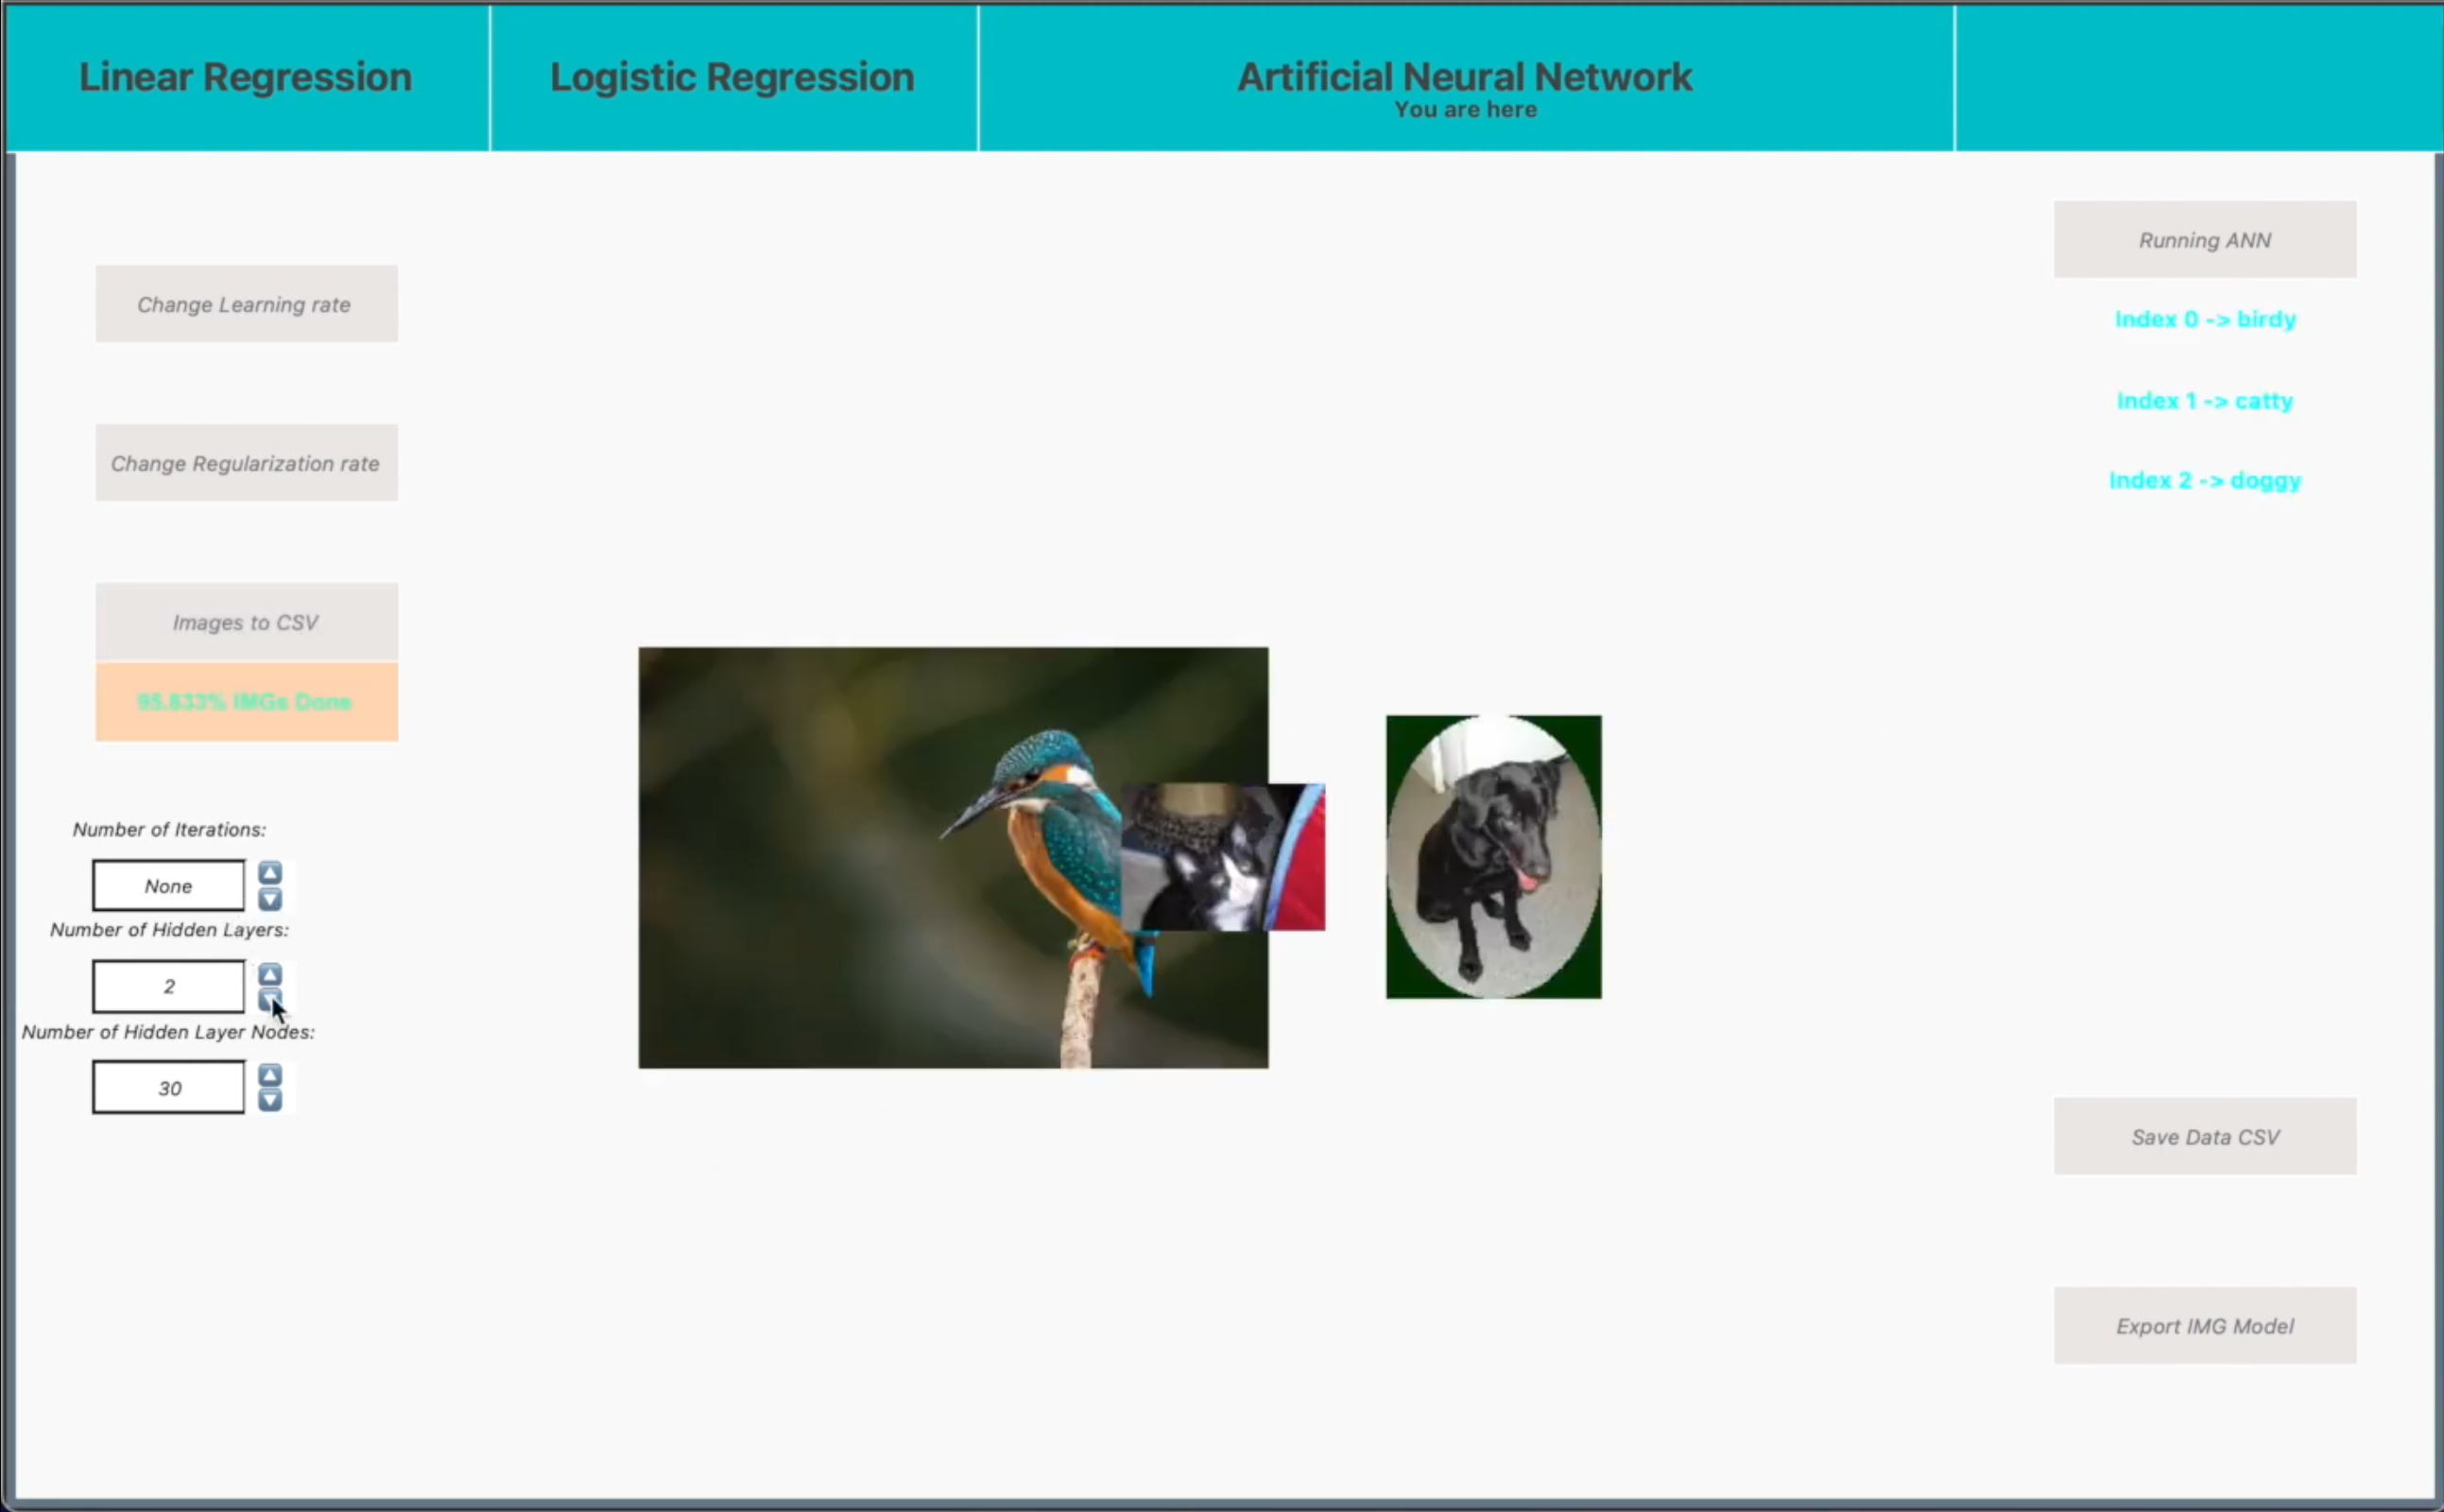 Linear Regression
Logistic Regression
Artificial Neural Network
You are here
Change Learning rate
Change Regularization rate
Images to CSV
95.833% IMGs Done
Number of Iterations:
None
Number of Hidden Layers:
2
Number of Hidden Layer Nodes:
30
Running ANN
Index 0 -> birdy
Index 1 -> catty
Index 2 -> doggy
Save Data CSV
Export IMG Model